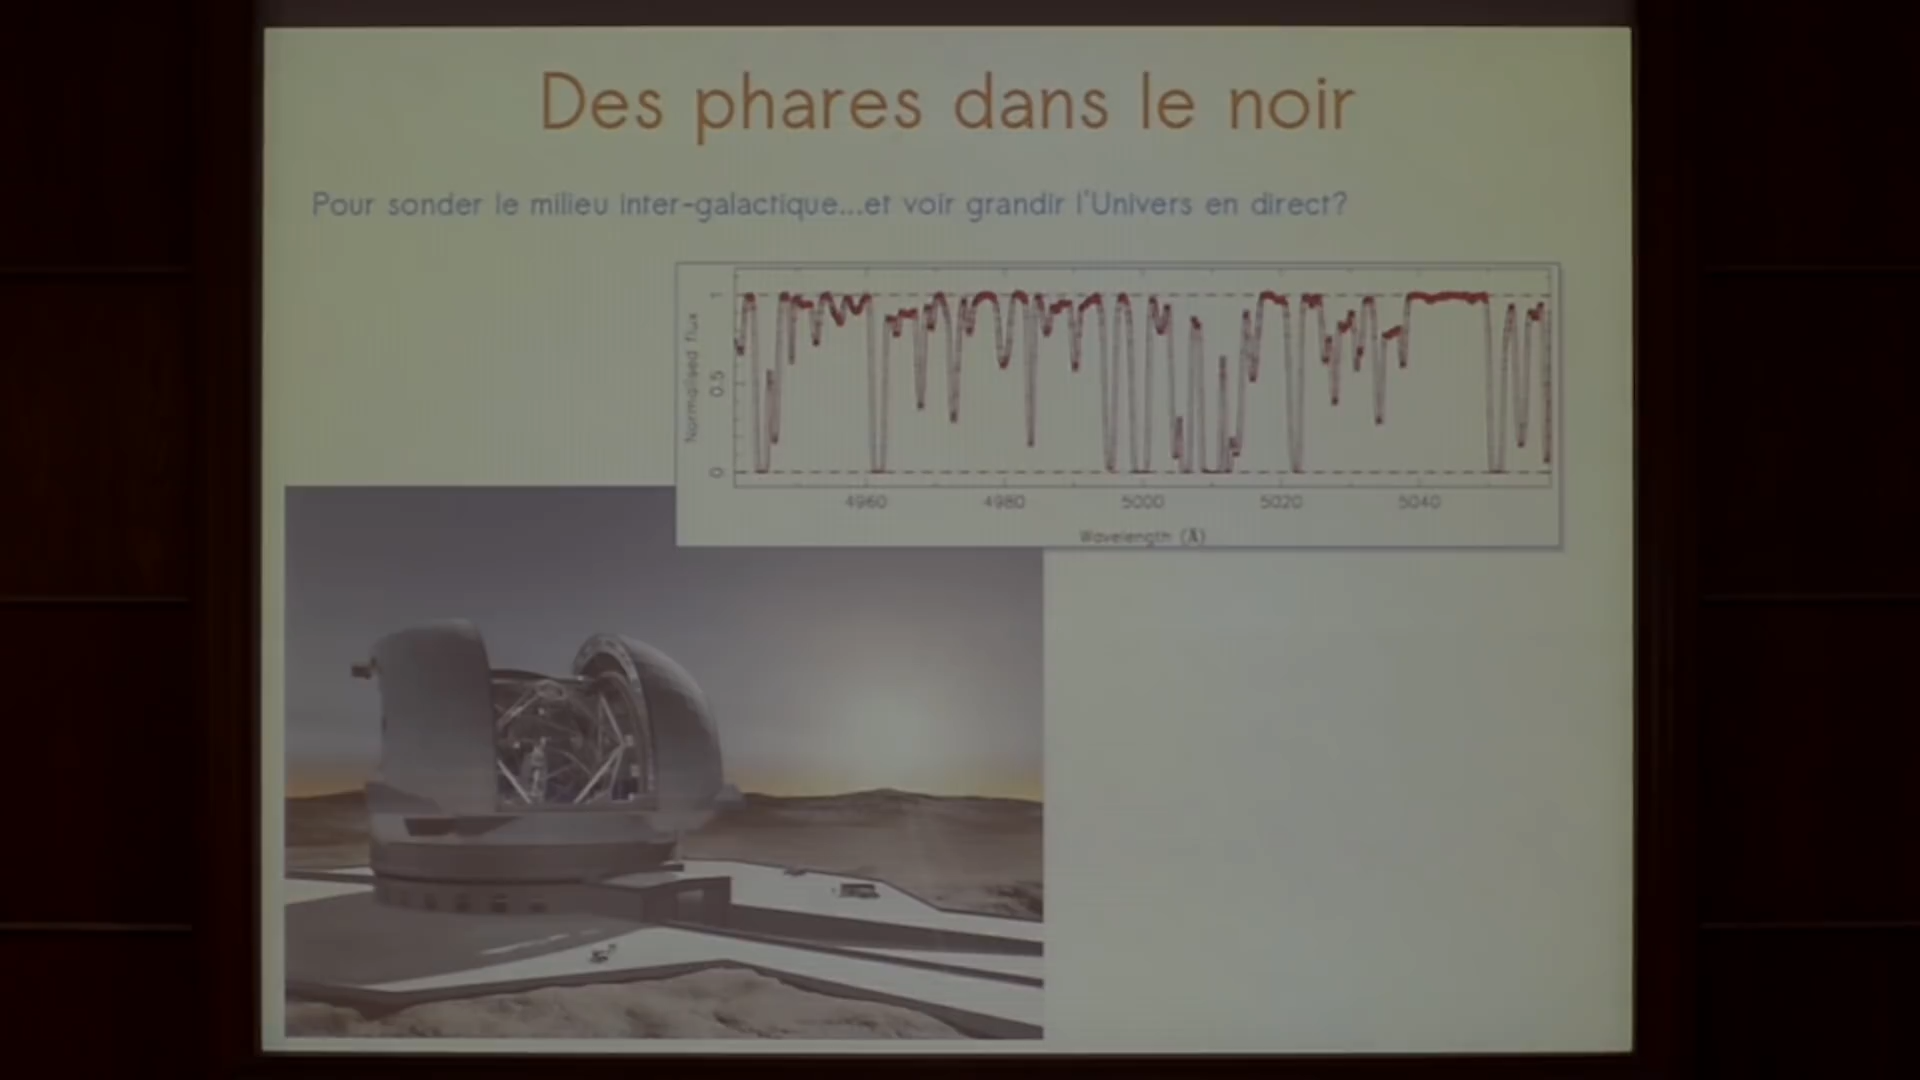 Des phares dans le noir
Pour sonder le milieu inter-galactique...et voir grandir l'Univers en direct?
Normalised flux
1
0.5
0
4960 4980 5000 5020 5040
Wavelength (Å)